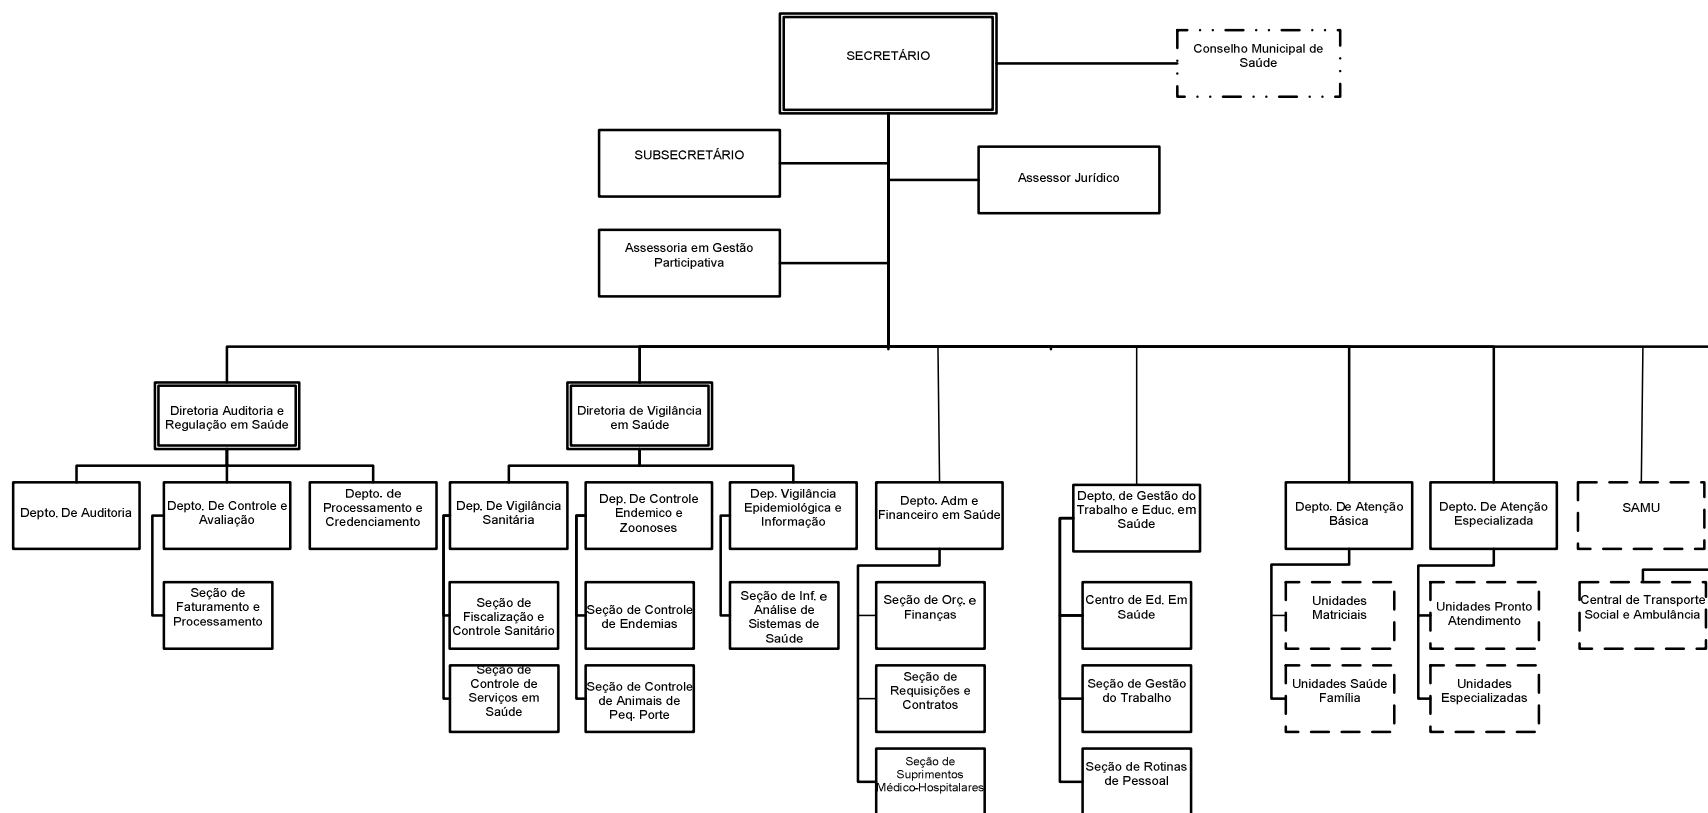 SECRETÁRIO
Conselho Municipal de
Saúde
SUBSECRETÁRIO
Assessor Jurídico
Assessoria em Gestão
Participativa
Diretoria Auditoria e
Regulação em Saúde
Diretoria de Vigilância
em Saúde
Depto. De Auditoria
Depto. De Controle e
Avaliação
Depto. de
Processamento e
Credenciamento
Dep. De Vigilância
Sanitária
Dep. De Controle
Endemico e
Zoonoses
Dep. Vigilância
Epidemiológica e
Informação
Depto. Adm e
Financeiro em Saúde
Depto. de Gestão do
Trabalho e Educ. em
Saúde
Depto. De Atenção
Básica
Depto. De Atenção
Especializada
SAMU
Seção de
Faturamento e
Processamento
Seção de
Fiscalização e
Controle Sanitário
Seção de Controle
de Endemias
Seção de Inf. e
Análise de
Sistemas de
Saúde
Seção de Orç. e
Finanças
Centro de Ed. Em
Saúde
Unidades
Matriciais
Unidades Pronto
Atendimento
Central de Transporte
Social e Ambulância
Seção de
Controle de
Serviços em
Saúde
Seção de Controle
de Animais de
Peq. Porte
Seção de
Requisições e
Contratos
Seção de Gestão
do Trabalho
Unidades Saúde
Família
Unidades
Especializadas
Seção de
Suprimentos
Médico-Hospitalares
Seção de Rotinas
de Pessoal